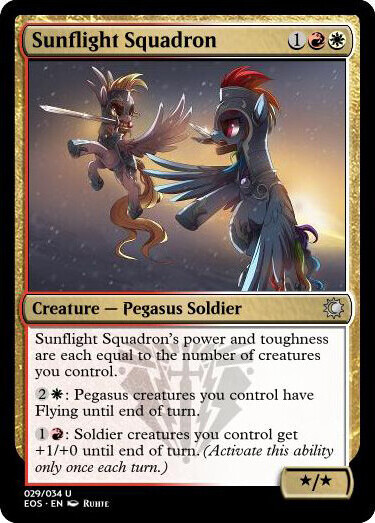 Sunflight Squadron 1
Creature — Pegasus Soldier
Sunflight Squadron's power and toughness
are each equal to the number of creatures
you control.
2 : Pegasus creatures you control have
Flying until end of turn.
1 : Soldier creatures you control get
+1/+0 until end of turn. (Activate this ability
only once each turn.)
*/*
029/034 U
EOS • EN Ruhte